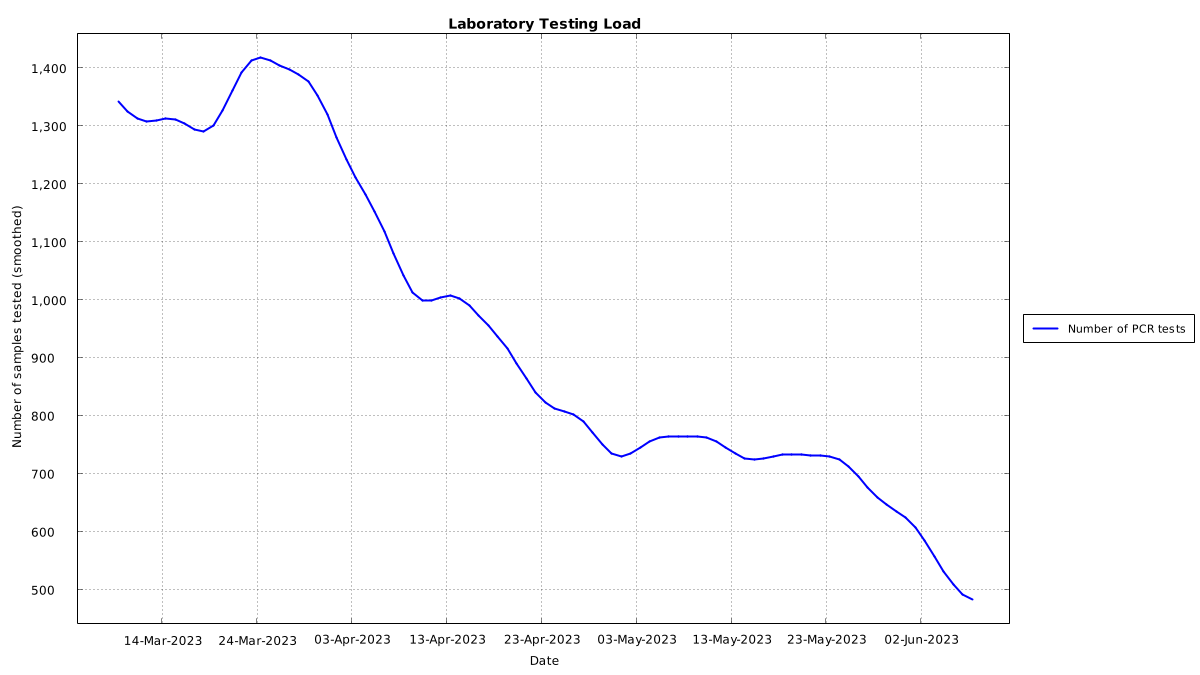 Laboratory Testing Load
Number of samples tested (smoothed)
1,400
1,300
1,200
1,100
1,000
900
800
700
600
500
14-Mar-2023 24-Mar-2023 03-Apr-2023 13-Apr-2023 23-Apr-2023 03-May-2023 13-May-2023 23-May-2023 02-Jun-2023
Date
Number of PCR tests